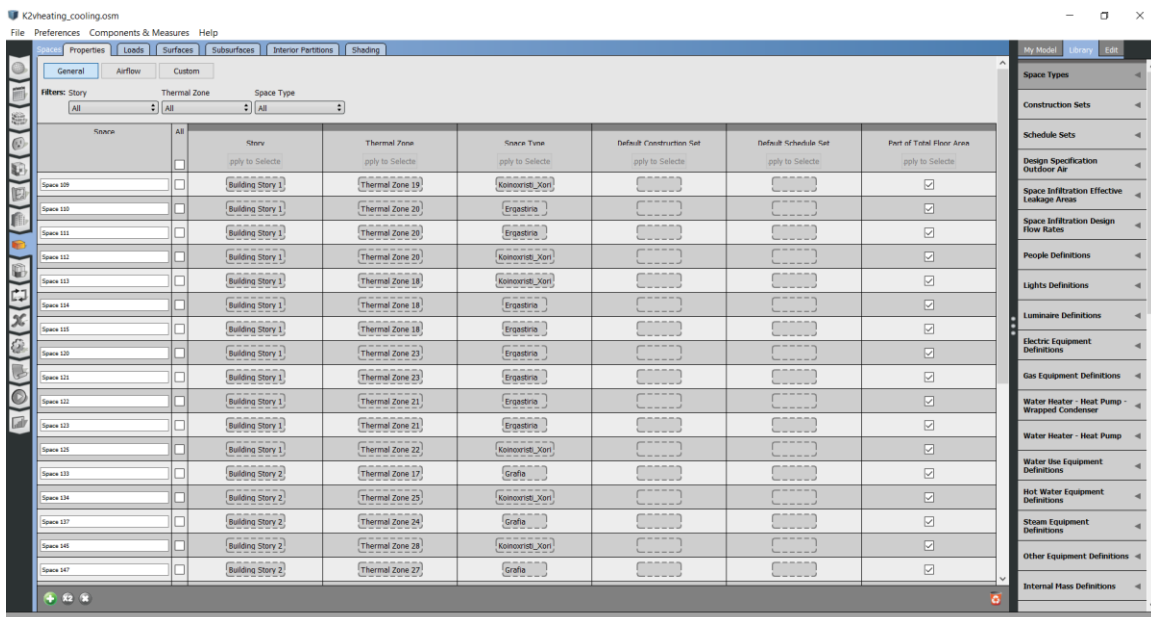 K2vheating_cooling.osm
File Preferences Components & Measures Help
Spaces Properties Loads Surfaces Subsurfaces Interior Partitions Shading
My Model Library Edit
General Airflow Custom
Filters: Story Thermal Zone Space Type
All All All
Space All Story Thermal Zone Space Type Default Construction Set Default Schedule Set Part of Total Floor Area
pply to Selecte pply to Selecte pply to Selecte pply to Selecte pply to Selecte pply to Selecte
Space 109 Building Story 1 Thermal Zone 19 Koinoxristi_Xori
Space 110 Building Story 1 Thermal Zone 20 Ergastiria
Space 111 Building Story 1 Thermal Zone 20 Ergastiria
Space 112 Building Story 1 Thermal Zone 20 Koinoxristi_Xori
Space 113 Building Story 1 Thermal Zone 18 Koinoxristi_Xori
Space 114 Building Story 1 Thermal Zone 18 Ergastiria
Space 115 Building Story 1 Thermal Zone 18 Ergastiria
Space 120 Building Story 1 Thermal Zone 23 Ergastiria
Space 121 Building Story 1 Thermal Zone 23 Ergastiria
Space 122 Building Story 1 Thermal Zone 21 Ergastiria
Space 123 Building Story 1 Thermal Zone 21 Ergastiria
Space 125 Building Story 1 Thermal Zone 22 Koinoxristi_Xori
Space 133 Building Story 2 Thermal Zone 17 Grafia
Space 134 Building Story 2 Thermal Zone 25 Koinoxristi_Xori
Space 137 Building Story 2 Thermal Zone 24 Grafia
Space 145 Building Story 2 Thermal Zone 28 Koinoxristi_Xori
Space 147 Building Story 2 Thermal Zone 27 Grafia
x2
Space Types
Construction Sets
Schedule Sets
Design Specification
Outdoor Air
Space Infiltration Effective
Leakage Areas
Space Infiltration Design
Flow Rates
People Definitions
Lights Definitions
Luminaire Definitions
Electric Equipment
Definitions
Gas Equipment Definitions
Water Heater - Heat Pump -
Wrapped Condenser
Water Heater - Heat Pump
Water Use Equipment
Definitions
Hot Water Equipment
Definitions
Steam Equipment
Definitions
Other Equipment Definitions
Internal Mass Definitions